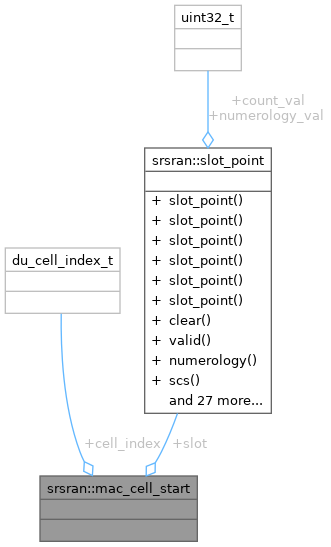 uint32_t
+count_val
+numerology_val
srsran::slot_point
+ slot_point()
+ slot_point()
+ slot_point()
+ slot_point()
+ slot_point()
+ slot_point()
+ clear()
+ valid()
+ numerology()
+ scs()
and 27 more...
du_cell_index_t
+cell_index
+slot
srsran::mac_cell_start